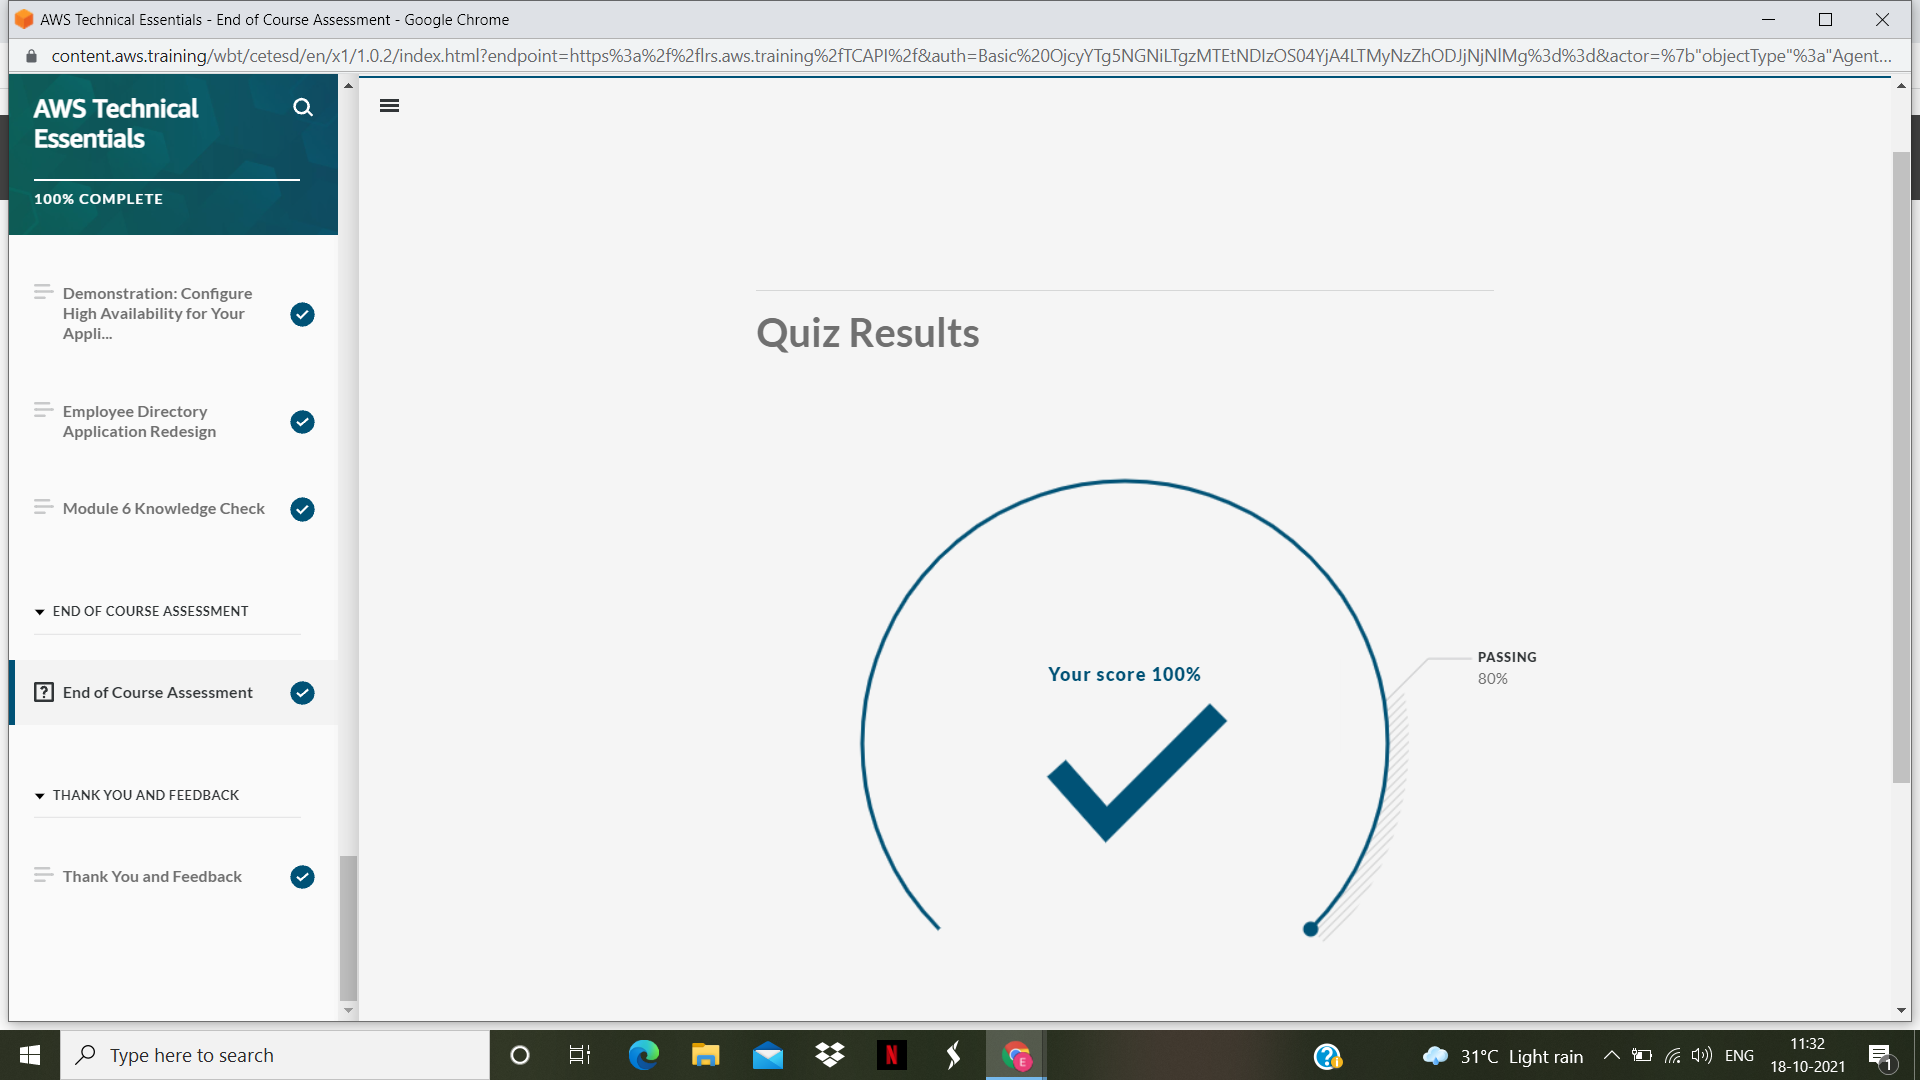 AWS Technical Essentials - End of Course Assessment - Google Chrome
content.aws.training/wbt/cetesd/en/x1/1.0.2/index.html?endpoint=https%3a%2f%2flrs.aws.training%2fTCAPI%2f&auth=Basic%20OjcyYTg5NGNiLTgzMTEtNDIzOS04YjA4LTMyNzZhODJjNjNlMg%3d%3d&actor=%7b"objectType"%3a"Agent...
AWS Technical
Essentials
100% COMPLETE
Demonstration: Configure
High Availability for Your
Appli...
Employee Directory
Application Redesign
Module 6 Knowledge Check
END OF COURSE ASSESSMENT
End of Course Assessment
THANK YOU AND FEEDBACK
Thank You and Feedback
Quiz Results
Your score 100%
PASSING
80%
Type here to search
31°C Light rain
ENG
11:32
18-10-2021
1